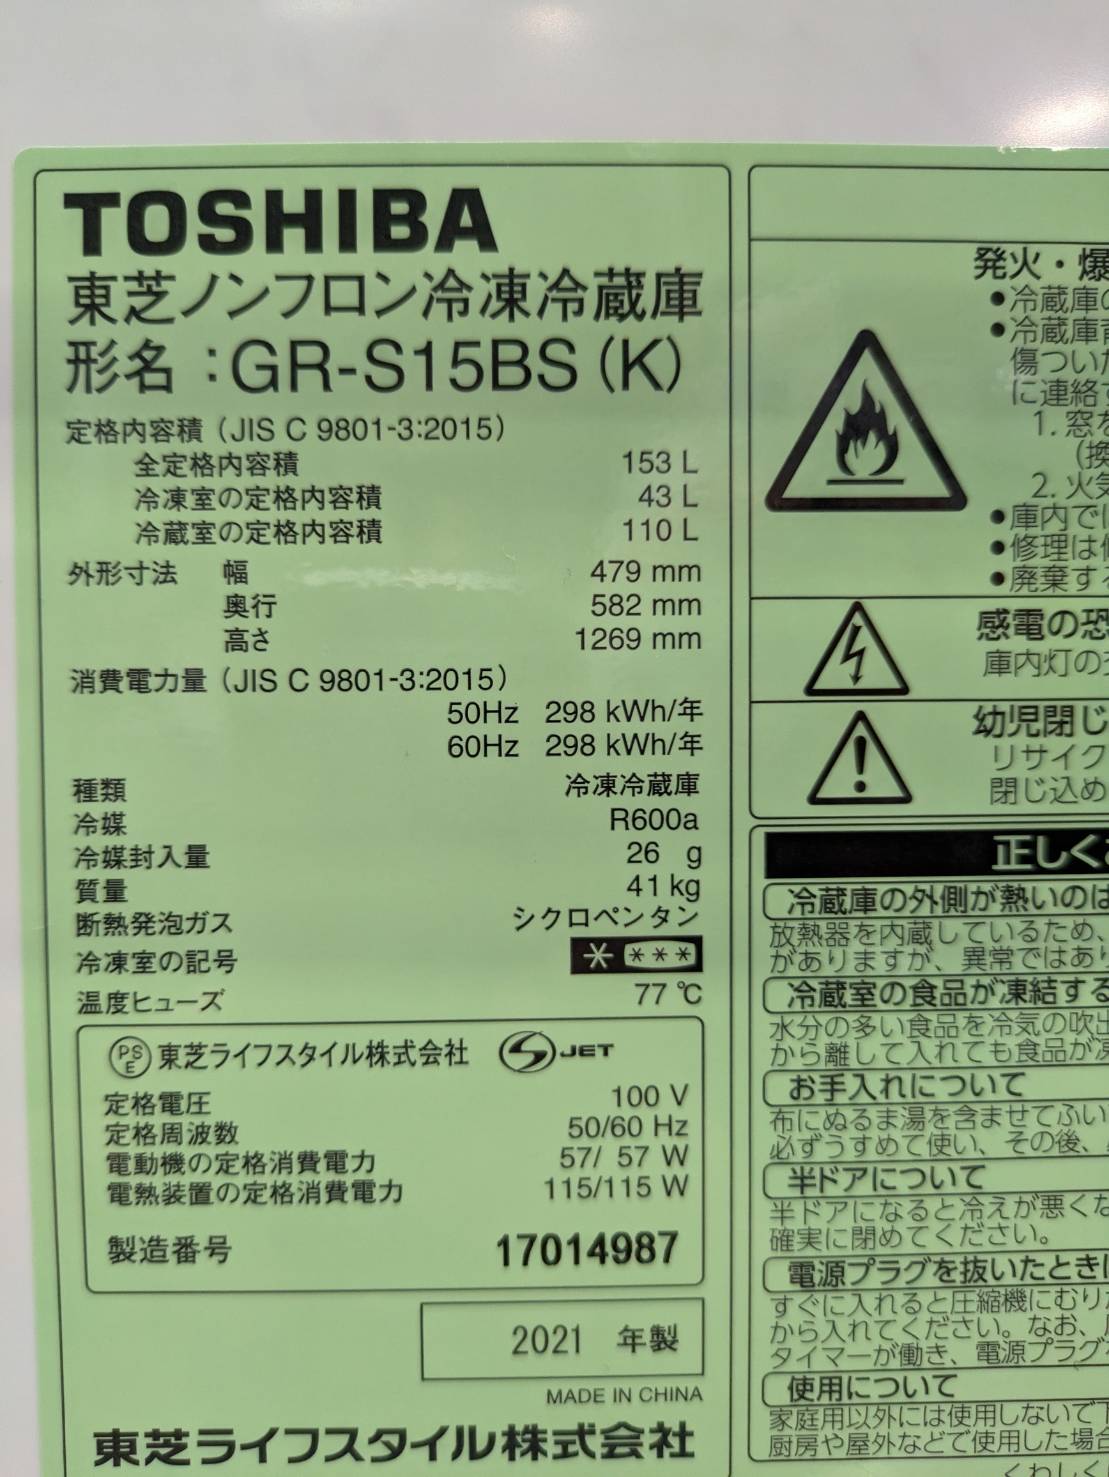 TOSHIBA
東芝ノンフロン冷凍冷蔵庫
形名：GR-S15BS (K)
定格内容積（JIS C 9801-3:2015）
全定格内容積 153 L
冷凍室の定格内容積 43 L
冷蔵室の定格内容積 110 L
外形寸法 幅 479 mm
奥行 582 mm
高さ 1269 mm
消費電力量（JIS C 9801-3:2015）
50Hz 298 kWh/年
60Hz 298 kWh/年
種類 冷凍冷蔵庫
冷媒 R600a
冷媒封入量 26 g
質量 41 kg
断熱発泡ガス シクロペンタン
冷凍室の記号 * ***
温度ヒューズ 77 ℃
PSE 東芝ライフスタイル株式会社 JET
定格電圧 100 V
定格周波数 50/60 Hz
電動機の定格消費電力 57/ 57 W
電熱装置の定格消費電力 115/115 W
製造番号 17014987
2021 年製
MADE IN CHINA
東芝ライフスタイル株式会社
発火・爆
●冷蔵庫の
●冷蔵庫背
傷ついた
に連絡す
1. 窓を
(換
2. 火気
●庫内では
●修理は
●廃棄する
感電の恐
庫内灯の
幼児閉じ
リサイク
閉じ込め
正しくお
冷蔵庫の外側が熱いのは
放熱器を内蔵しているため、
がありますが、異常ではあり
冷蔵室の食品が凍結する
水分の多い食品を冷気の吹出
から離して入れても食品が凍
お手入れについて
布にぬるま湯を含ませてふい
必ずうすめて使い、その後、
半ドアについて
半ドアになると冷えが悪くな
確実に閉めてください。
電源プラグを抜いたときは
すぐに入れると圧縮機にむり
から入れてください。なお、
タイマーが働き、電源プラグ
使用について
家庭用以外には使用しないで下
厨房や屋外などで使用した場合
くわしく